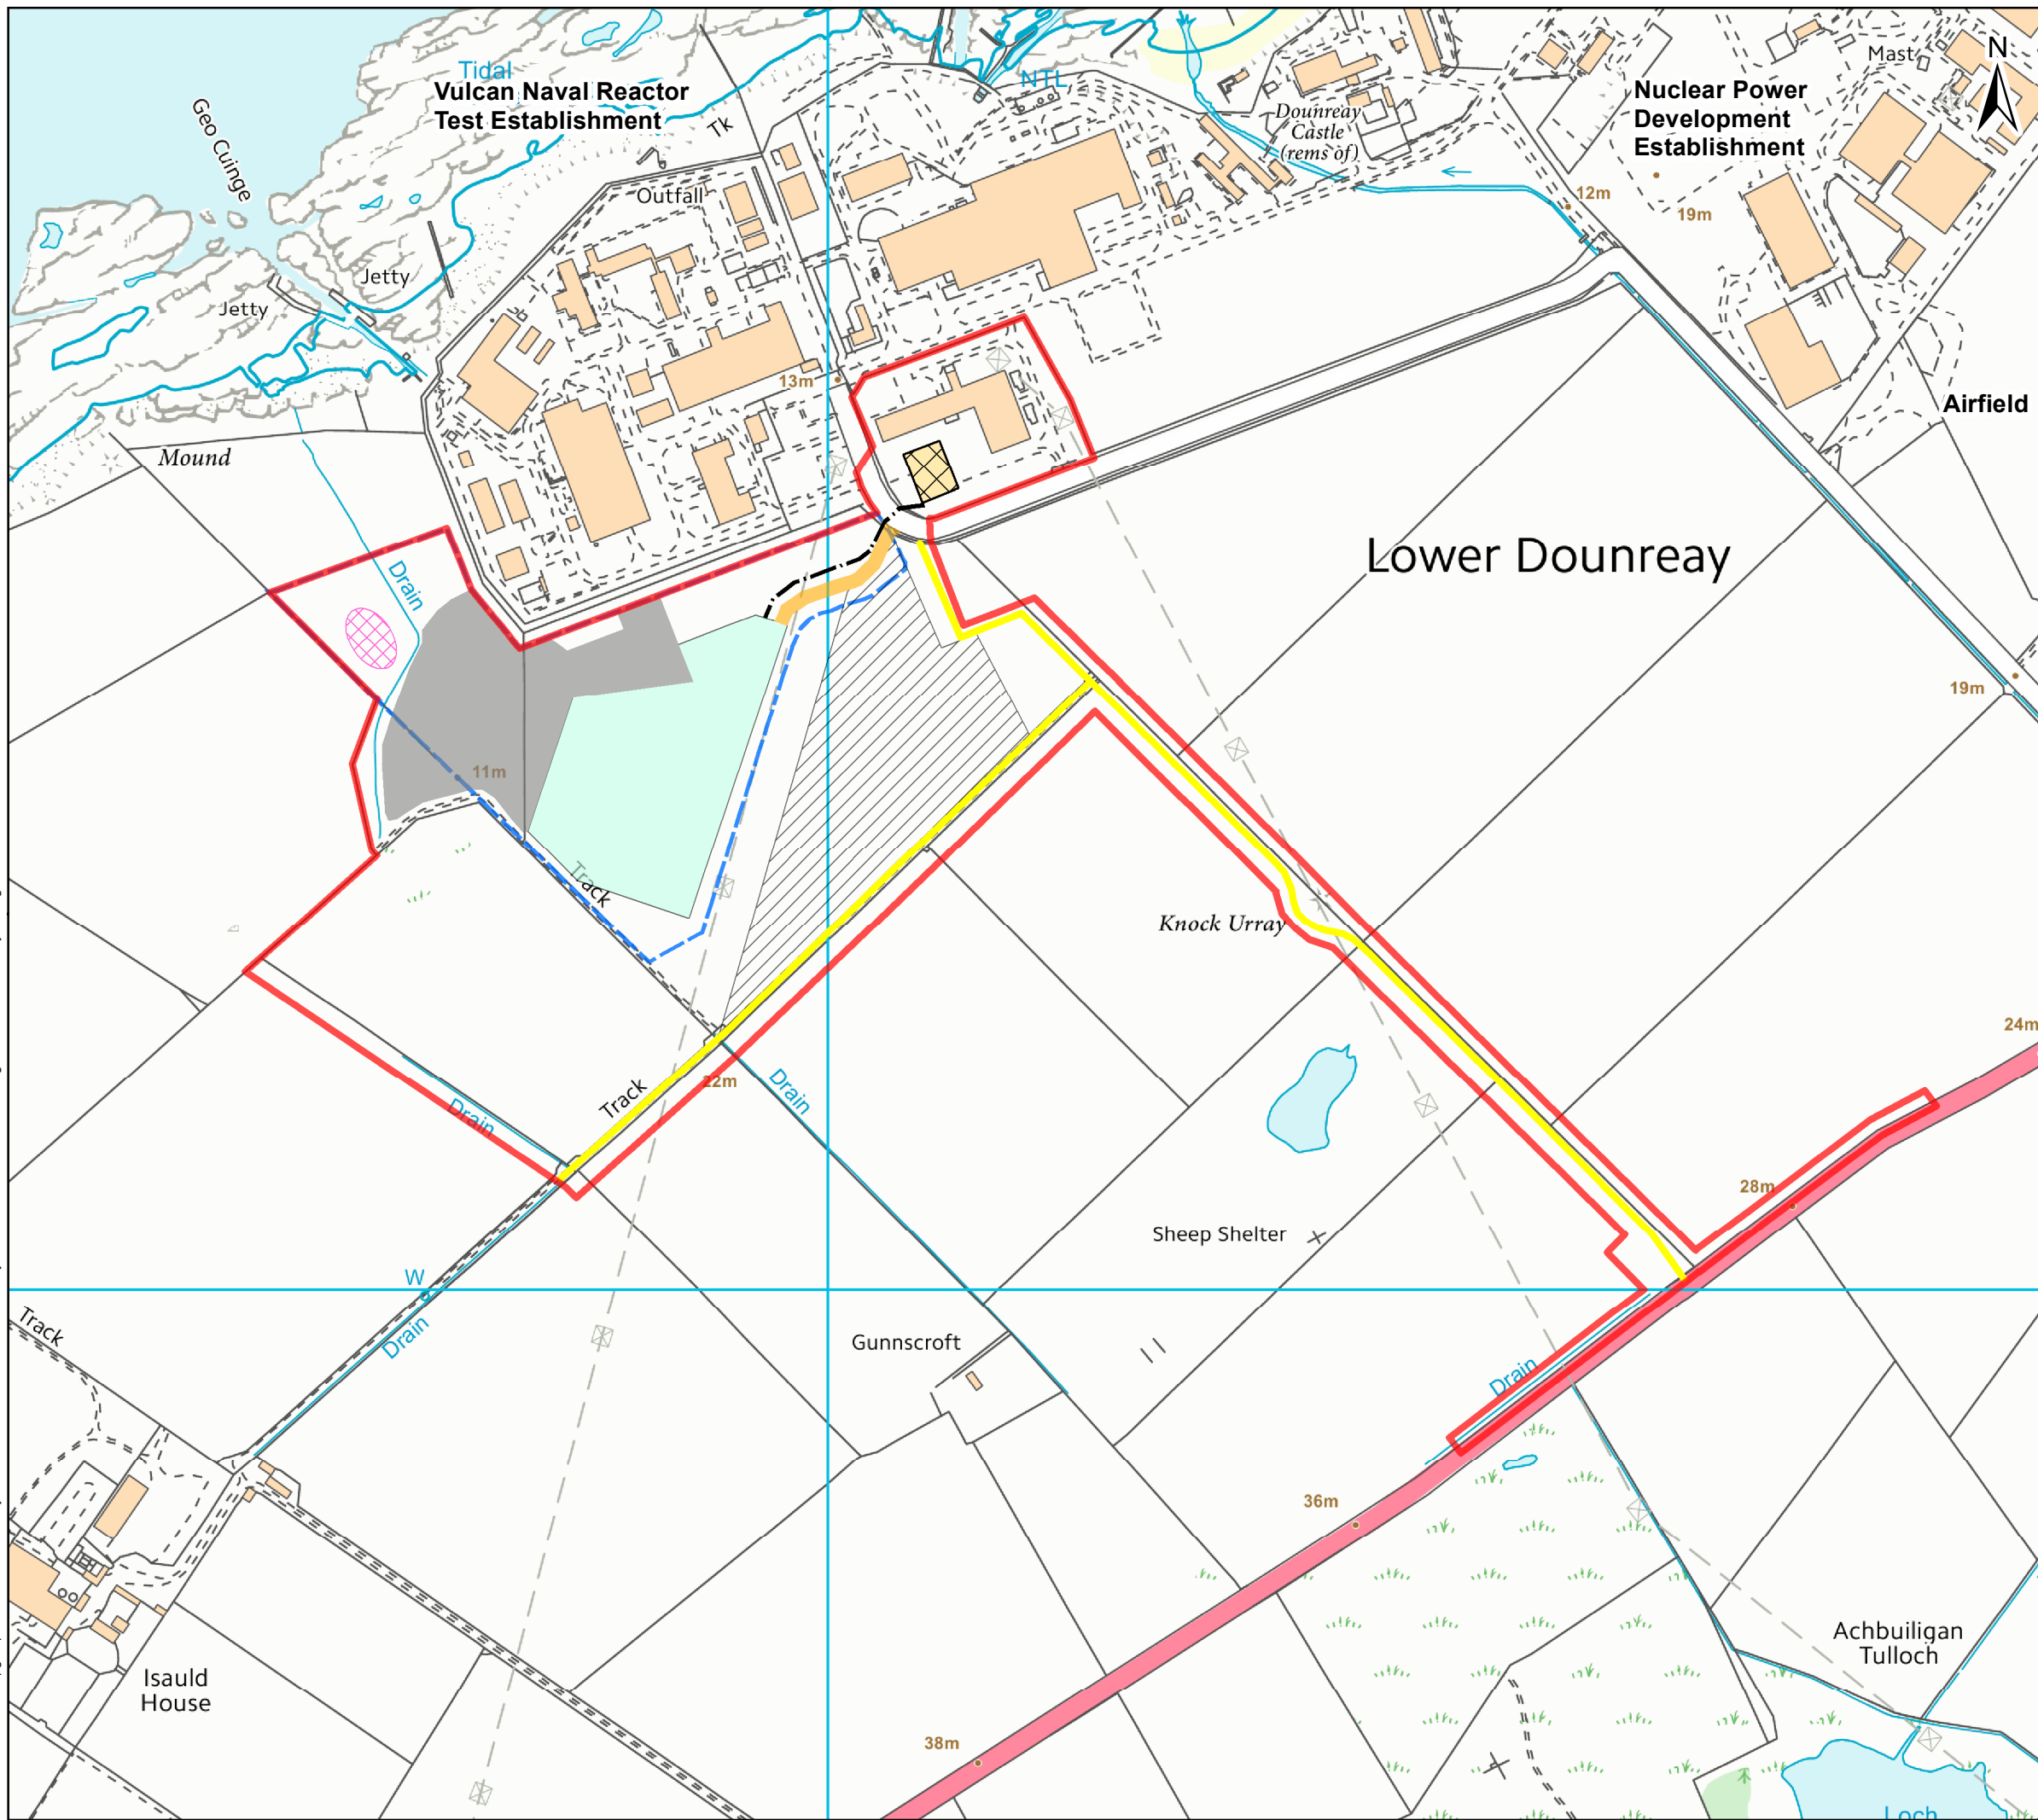 N
Mast
Tidal
Vulcan Naval Reactor
Test Establishment
NTL
Nuclear Power
Development
Establishment
Geo Cuinge
Tk
Dounreay
Castle
(rems of)
Outfall
12m
19m
Jetty
Jetty
13m
Airfield
Mound
Lower Dounreay
Drain
19m
11m
Track
Knock Urray
24m
22m
Drain
Track
Drain
28m
Sheep Shelter
W
Track
Drain
Gunnscroft
Drain
36m
Achbuiligan
Tulloch
Isauld
House
38m
Loch